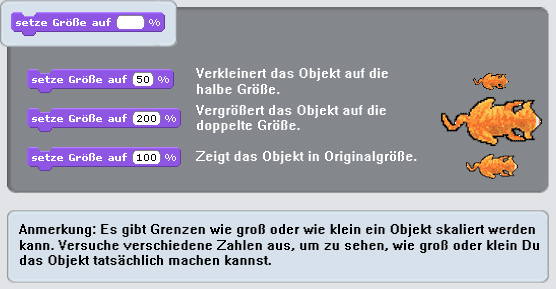 setze Größe auf %
setze Größe auf 50 %
Verkleinert das Objekt auf die
halbe Größe.
setze Größe auf 200 %
Vergrößert das Objekt auf die
doppelte Größe.
setze Größe auf 100 %
Zeigt das Objekt in Originalgröße.
Anmerkung: Es gibt Grenzen wie groß oder wie klein ein Objekt skaliert werden
kann. Versuche verschiedene Zahlen aus, um zu sehen, wie groß oder klein Du
das Objekt tatsächlich machen kannst.